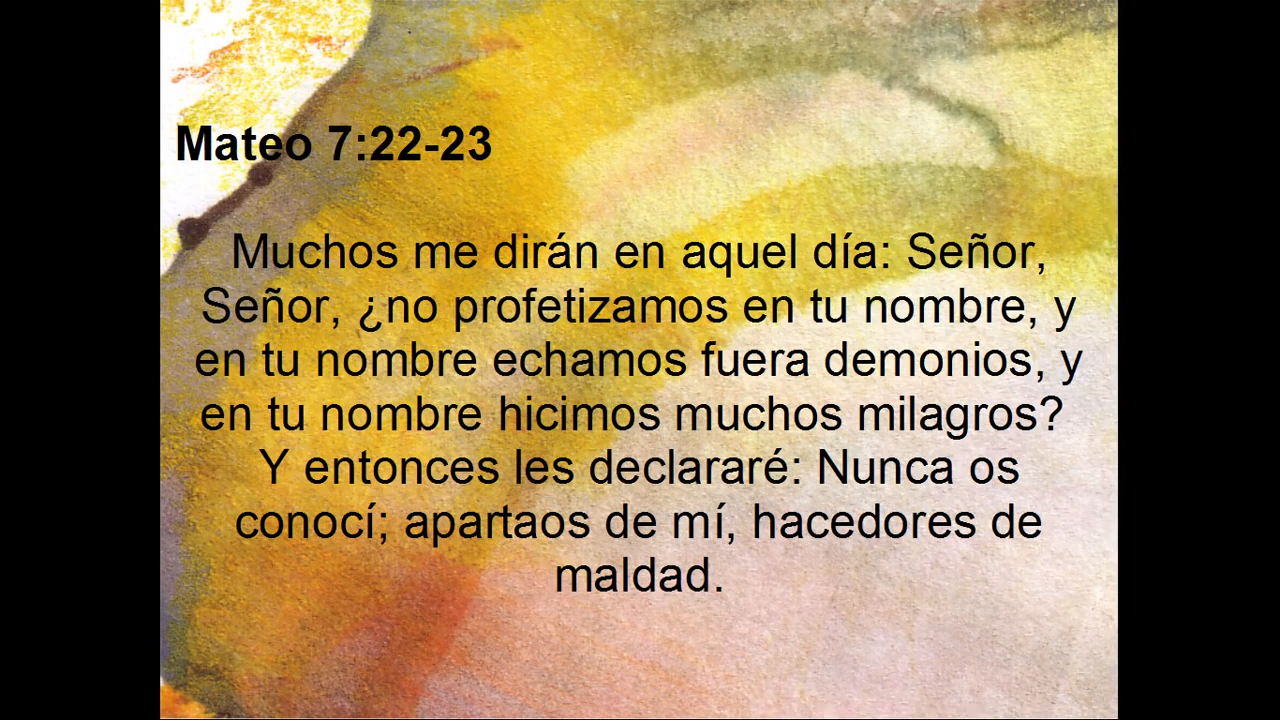 Mateo 7:22-23
Muchos me dirán en aquel día: Señor,
Señor, ¿no profetizamos en tu nombre, y
en tu nombre echamos fuera demonios, y
en tu nombre hicimos muchos milagros?
Y entonces les declararé: Nunca os
conocí; apartaos de mí, hacedores de
maldad.